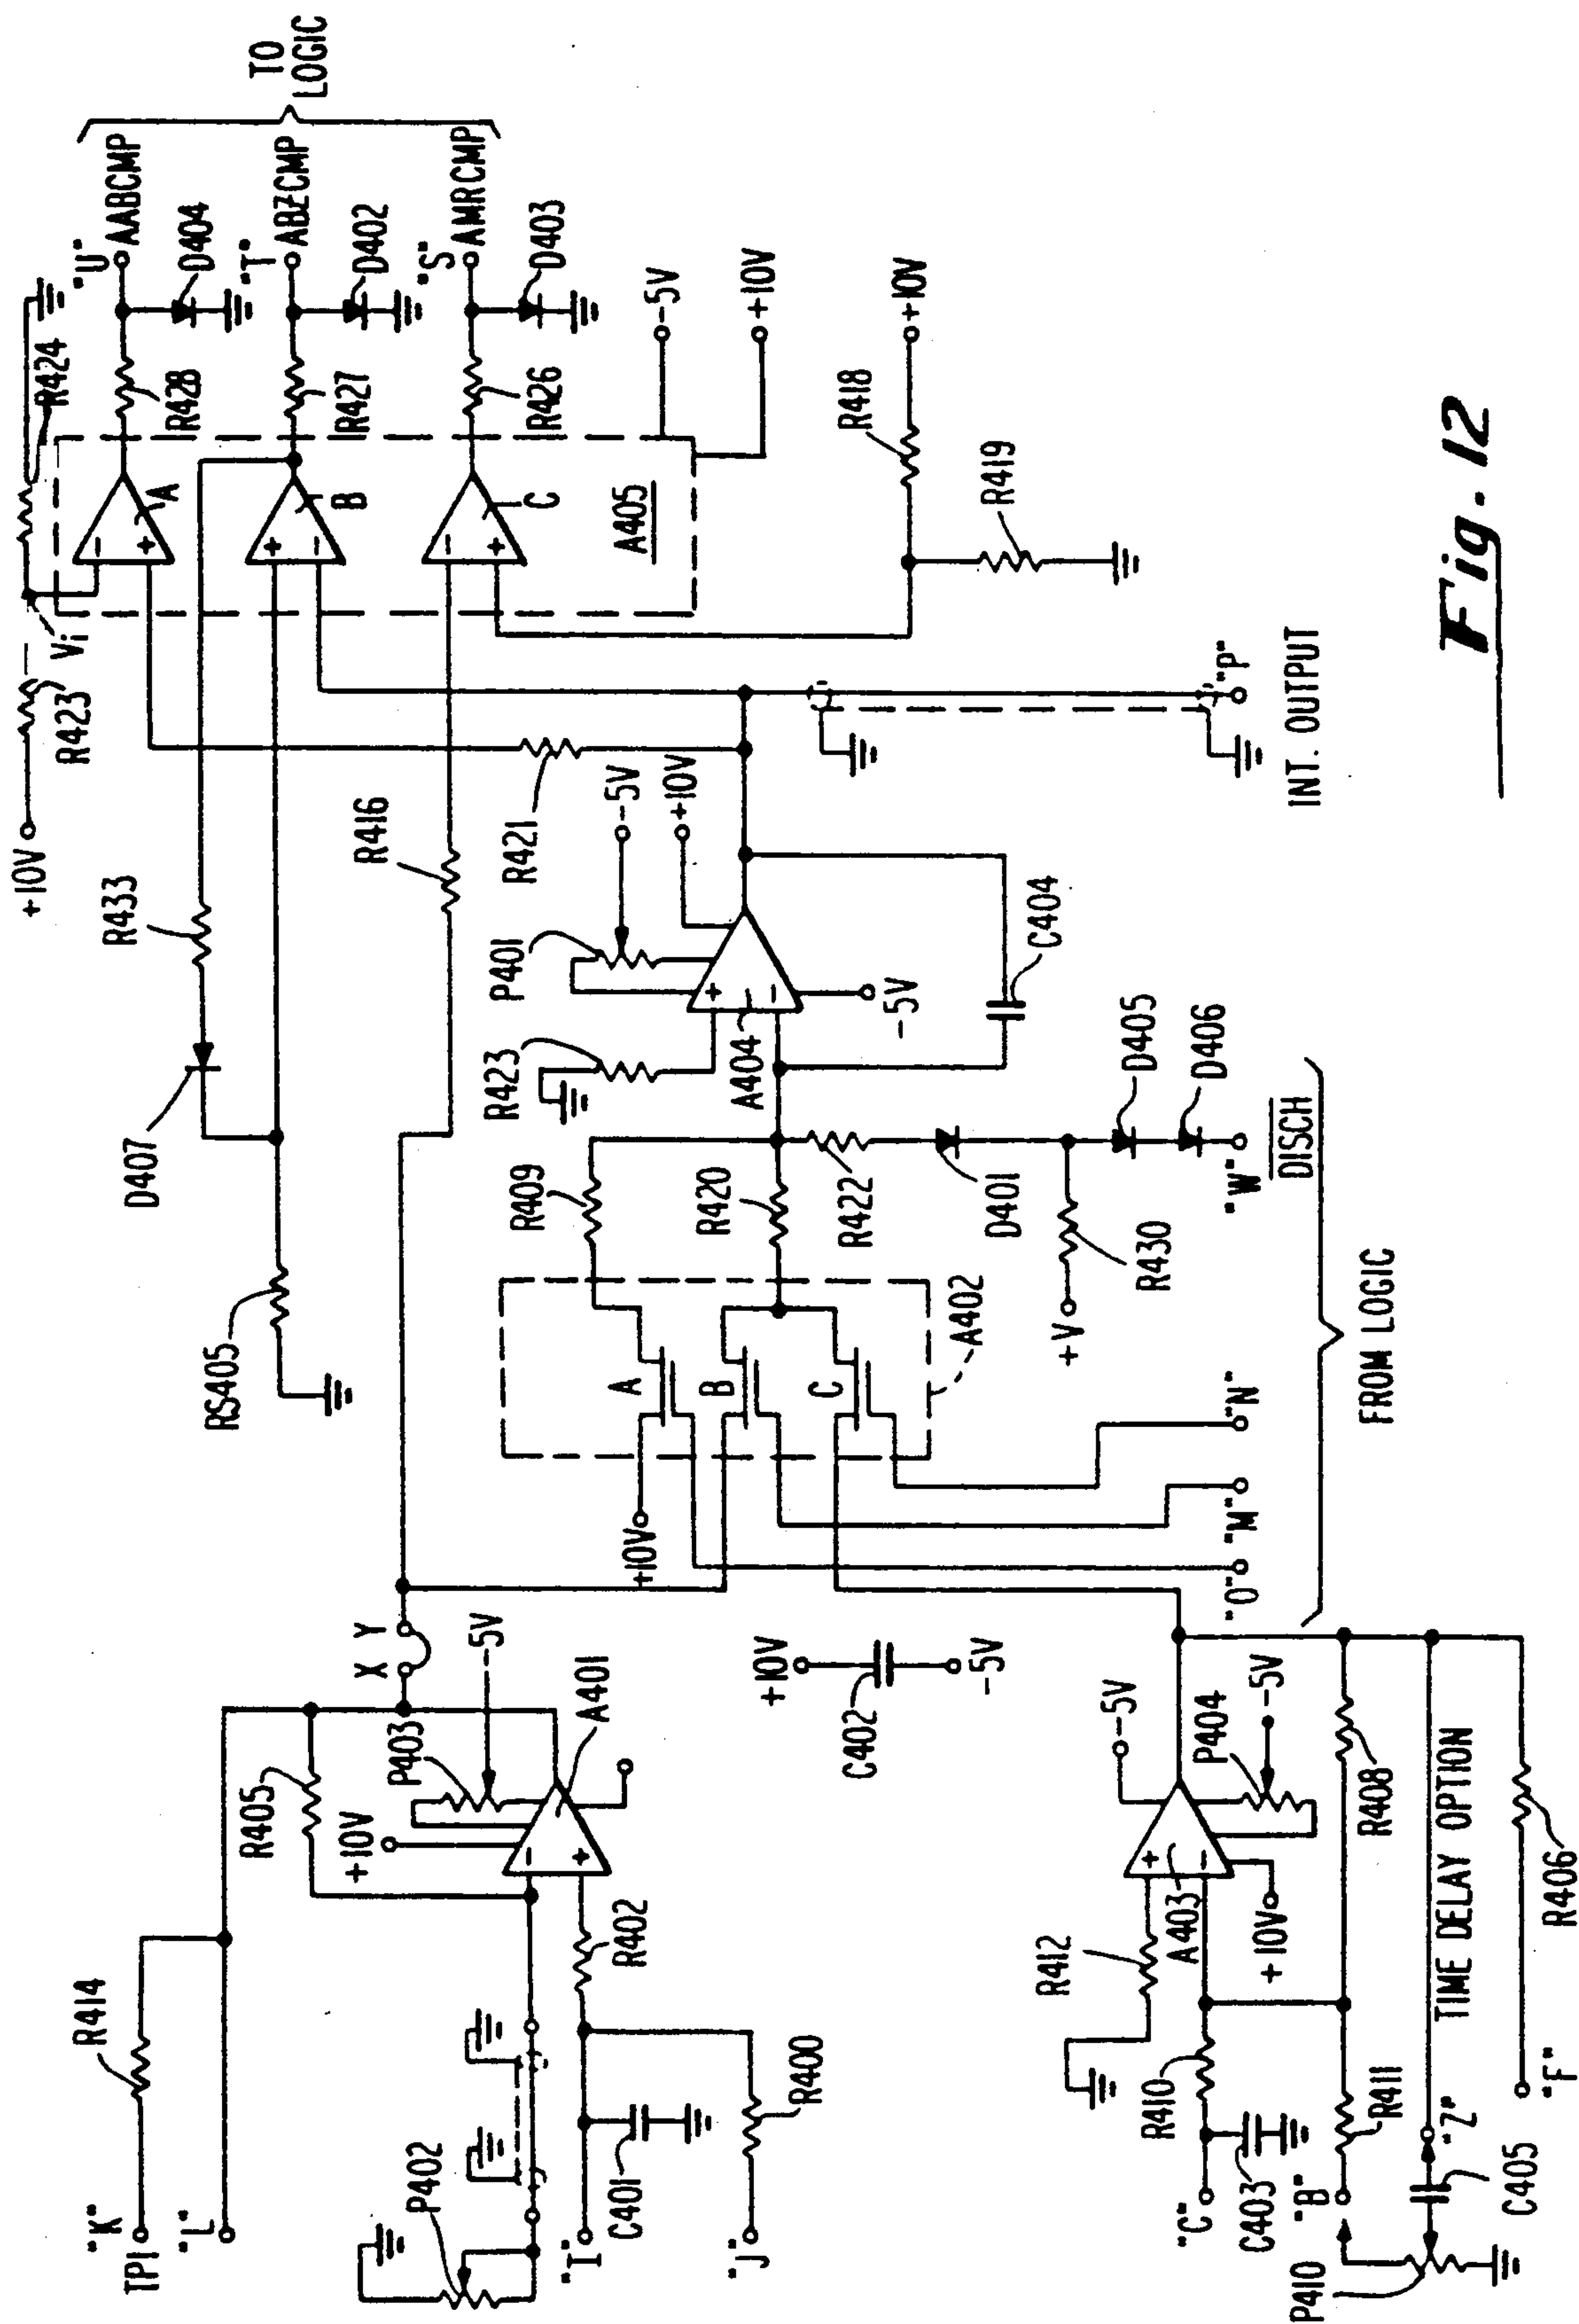 +10V
R423
Vi
R424
"U"
AABCMP
D404
R428
A
TO
LOGIC
"T"
ABZCMP
D402
R427
B
"S"
AMRCMP
D403
R426
C
A405
-5V
+10V
R433
D407
RS405
R416
R421
R418
+10V
R419
P401
-5V
+10V
R423
A404
-5V
C404
INT. OUTPUT
"P"
R409
R420
R422
D401
D405
D406
"W"
DISCH
+V
R430
A
B
C
A402
+10V
"O"
"M"
"N"
FROM LOGIC
"K"
TP1
R414
"L"
R405
X Y
P403
-5V
+10V
A401
P402
R402
"I"
C401
"J"
R400
+10V
C402
-5V
R412
A403
-5V
P404
-5V
+10V
"C"
R410
C403
"B"
R411
R408
P410
C405
"Z"
TIME DELAY OPTION
"F"
R406
Fig. 12